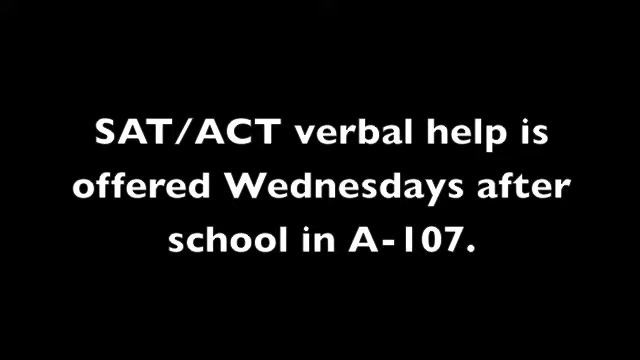 SAT/ACT verbal help is
offered Wednesdays after
school in A-107.